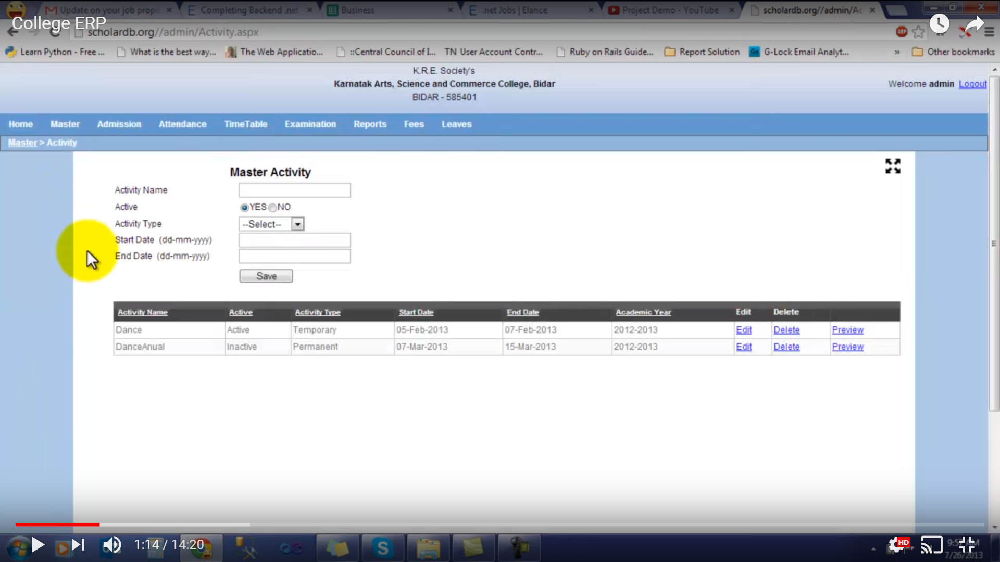 Update on your job prop
Completing Backend .net
Business
.net Jobs | Elance
Project Demo - YouTube
scholardb.org//admin/Ac
College ERP
scholardb.org//admin/Activity.aspx
ABP
Learn Python - Free ...
What is the best way...
The Web Applicatio...
::Central Council of I...
TN User Account Contr...
Ruby on Rails Guide...
Report Solution
Ga
G-Lock Email Analyt...
»
Other bookmarks
K.R.E. Society's
Karnatak Arts, Science and Commerce College, Bidar
BIDAR - 585401
Welcome admin Logout
Home Master Admission Attendance TimeTable Examination Reports Fees Leaves
Master > Activity
Master Activity
Activity Name
Active YES NO
Activity Type --Select--
Start Date (dd-mm-yyyy)
End Date (dd-mm-yyyy)
Save
Activity Name Active Activity Type Start Date End Date Academic Year Edit Delete
Dance Active Temporary 05-Feb-2013 07-Feb-2013 2012-2013 Edit Delete Preview
DanceAnual Inactive Permanent 07-Mar-2013 15-Mar-2013 2012-2013 Edit Delete Preview
1:14 / 14:20
HD
9:57 AM
7/26/2013